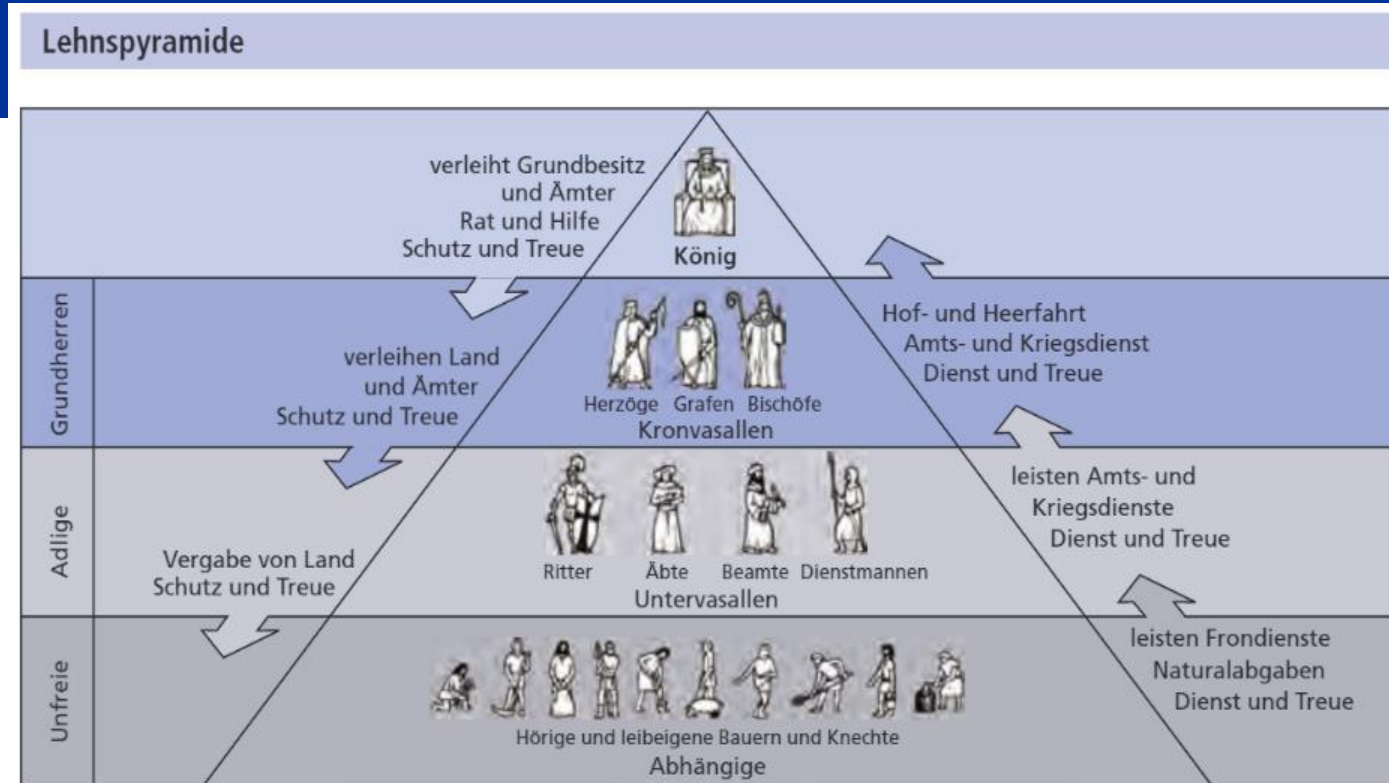 Lehnspyramide
verleiht Grundbesitz
und Ämter
Rat und Hilfe
Schutz und Treue
König
Grundherren
verleihen Land
und Ämter
Schutz und Treue
Herzöge Grafen Bischöfe
Kronvasallen
Hof- und Heerfahrt
Amts- und Kriegsdienst
Dienst und Treue
Adlige
Vergabe von Land
Schutz und Treue
Ritter Äbte Beamte Dienstmannen
Untervasallen
leisten Amts- und
Kriegsdienste
Dienst und Treue
Unfreie
Hörige und leibeigene Bauern und Knechte
Abhängige
leisten Frondienste
Naturalabgaben
Dienst und Treue